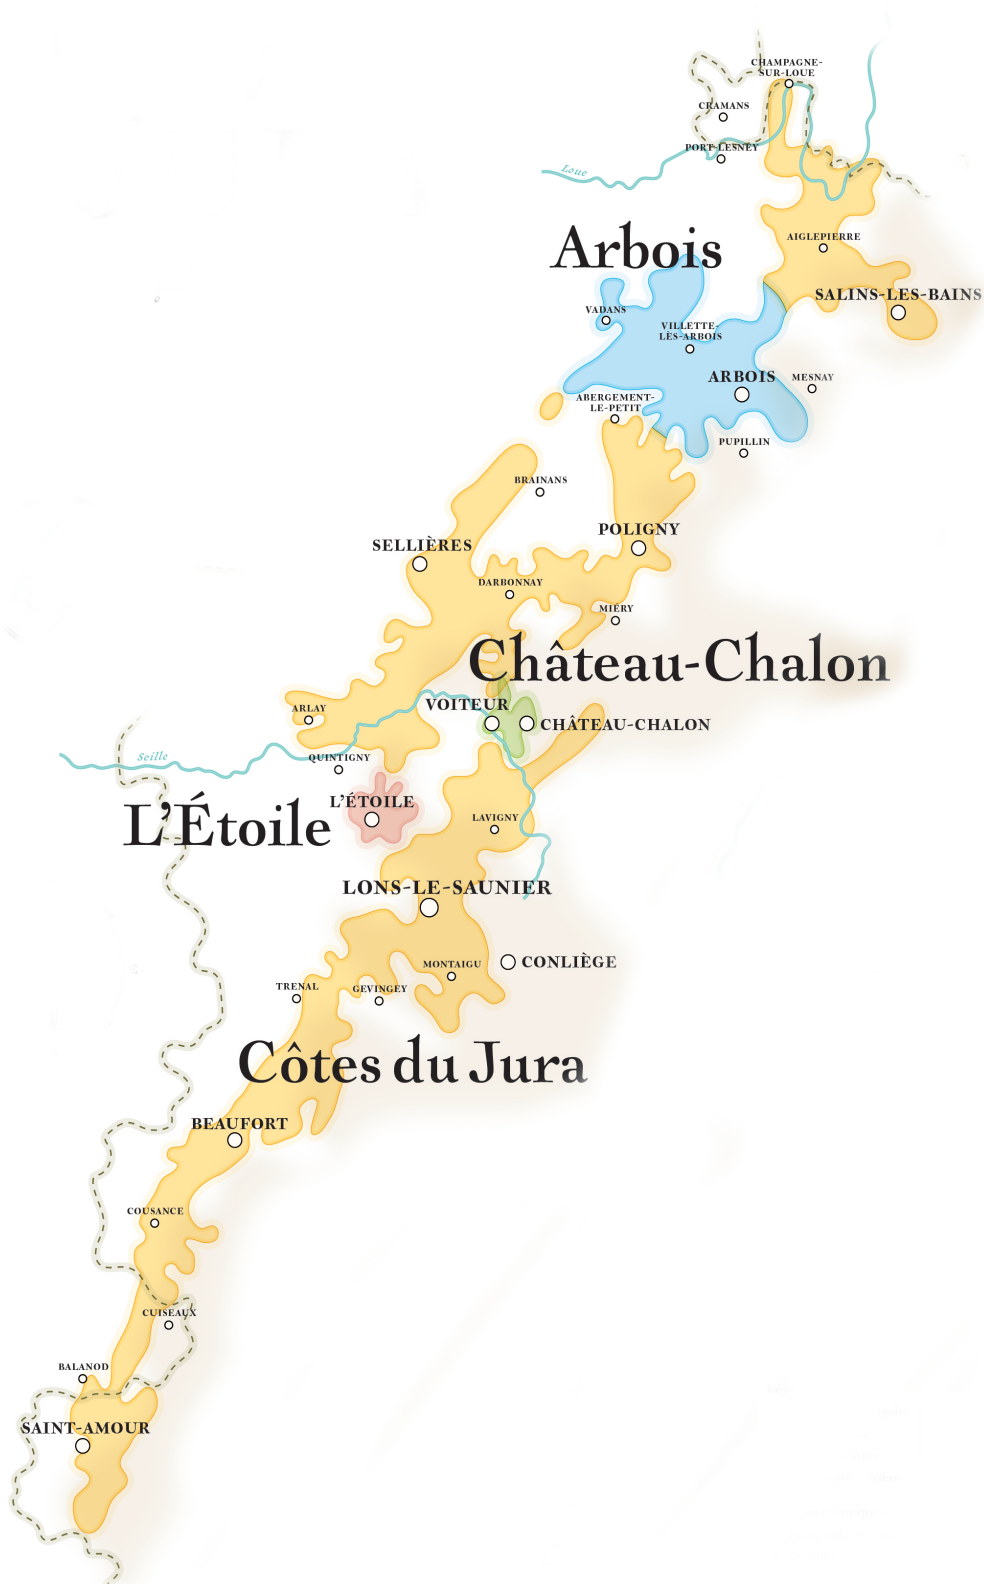 CHAMPAGNE-
SUR-LOUE
CRAMANS
PORT-LESNEY
Loue
Arbois
AIGLEPIERRE
SALINS-LES-BAINS
VADANS
VILLETTE-
LÈS-ARBOIS
ARBOIS
MESNAY
ABERGEMENT-
LE-PETIT
PUPILLIN
BRAINANS
POLIGNY
SELLIÈRES
DARBONNAY
MIÉRY
Château-Chalon
VOITEUR
ARLAY
CHÂTEAU-CHALON
Seille
QUINTIGNY
L'ÉTOILE
L'Étoile
LAVIGNY
LONS-LE-SAUNIER
CONLIÈGE
MONTAIGU
TRENAL
GEVINGEY
Côtes du Jura
BEAUFORT
COUSANCE
CUISEAUX
BALANOD
SAINT-AMOUR